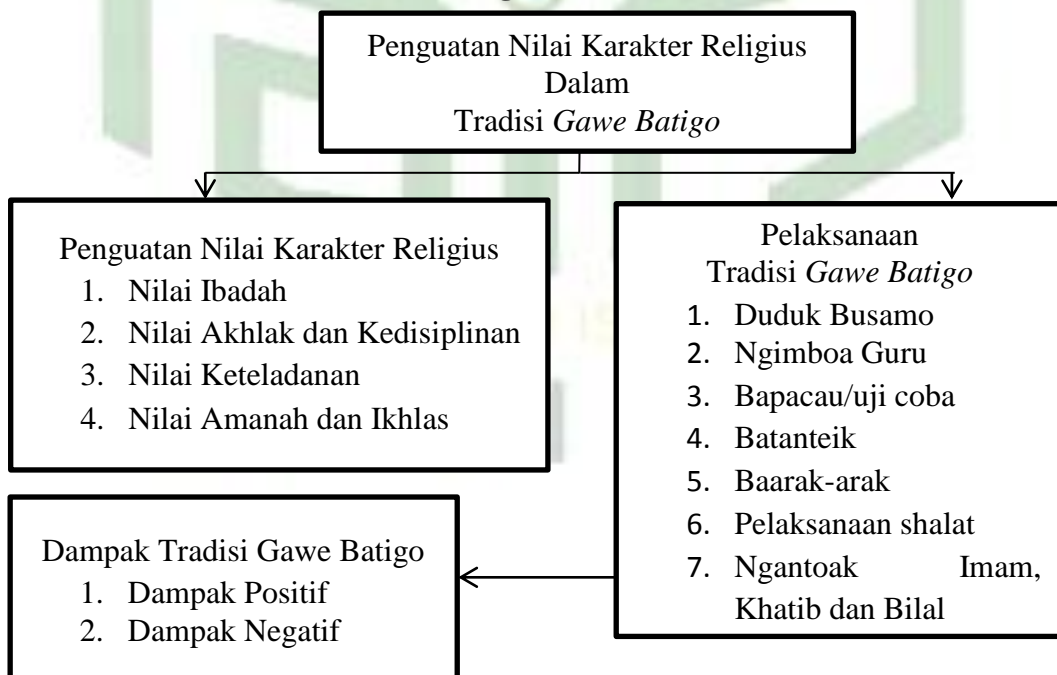 Penguatan Nilai Karakter Religius
Dalam
Tradisi Gawe Batigo
Penguatan Nilai Karakter Religius
1. Nilai Ibadah
2. Nilai Akhlak dan Kedisiplinan
3. Nilai Keteladanan
4. Nilai Amanah dan Ikhlas
Pelaksanaan
Tradisi Gawe Batigo
1. Duduk Busamo
2. Ngimboa Guru
3. Bapacau/uji coba
4. Batanteik
5. Baarak-arak
6. Pelaksanaan shalat
7. Ngantoak Imam,
Khatib dan Bilal
Dampak Tradisi Gawe Batigo
1. Dampak Positif
2. Dampak Negatif